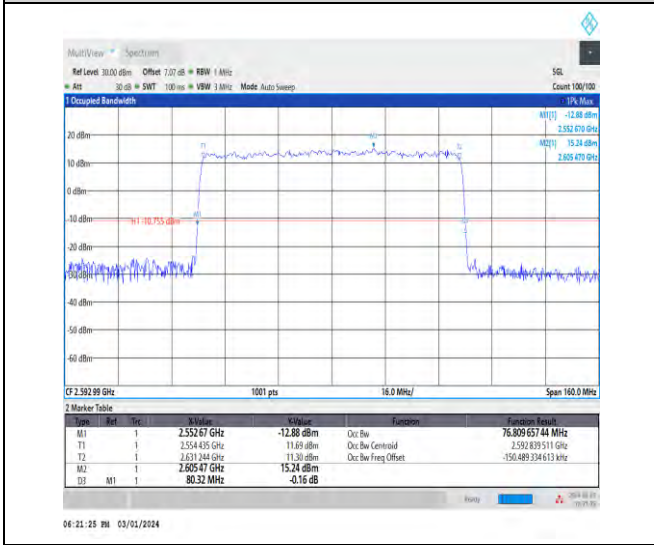 MultiView Spectrum
Ref Level 30.00 dBm Offset 7.07 dB RBW 1 MHz SGL
Att 30 dB SWT 100 ms VBW 3 MHz Mode Auto Sweep Count 100/100
1 Occupied Bandwidth 1Pk Max
M1[1] -12.88 dBm
2.552 670 GHz
20 dBm M2[1] 15.24 dBm
2.605 470 GHz
T1 M2 T2
10 dBm
0 dBm
-10 dBm H1 -10.755 dBm M1 D3
-20 dBm
-30 dBm
-40 dBm
-50 dBm
-60 dBm
CF 2.592 99 GHz 1001 pts 16.0 MHz/ Span 160.0 MHz
2 Marker Table
Type Ref Trc X-Value Y-Value Function Function Result
M1 1 2.552 67 GHz -12.88 dBm Occ Bw 76.809 657 44 MHz
T1 1 2.554 435 GHz 11.69 dBm Occ Bw Centroid 2.592 839 511 GHz
T2 1 2.631 244 GHz 11.30 dBm Occ Bw Freq Offset -150.489 334 613 kHz
M2 1 2.605 47 GHz 15.24 dBm
D3 M1 1 80.32 MHz -0.16 dB
Ready
06:21:25 PM 03/01/2024